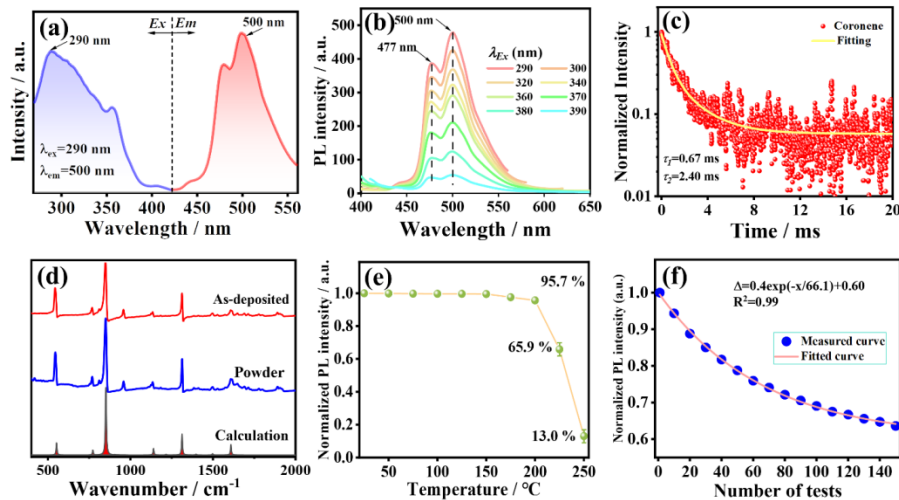 (a)
290 nm
Ex
Em
500 nm
λex=290 nm
λem=500 nm
Intensity / a.u.
300 350 400 450 500 550
Wavelength / nm
(b)
500 nm
477 nm
λEx (nm)
290 300
320 340
360 370
380 390
PL intensity / a.u.
500
400
300
200
100
0
400 450 500 550 600 650
Wavelength / nm
(c)
Coronene
Fitting
τ1=0.67 ms
τ2=2.40 ms
Normalized Intensity
1
0.1
0.01
0 4 8 12 16 20
Time / ms
(d)
As-deposited
Powder
Calculation
500 1000 1500 2000
Wavenumber / cm-1
(e)
95.7 %
65.9 %
13.0 %
Normalized PL intensity / a.u.
1.0
0.8
0.6
0.4
0.2
0.0
50 100 150 200 250
Temperature / °C
(f)
Δ=0.4exp(-x/66.1)+0.60
R2=0.99
Measured curve
Fitted curve
Normalized PL intensity (a.u.)
1.0
0.9
0.8
0.7
0.6
0 20 40 60 80 100 120 140
Number of tests